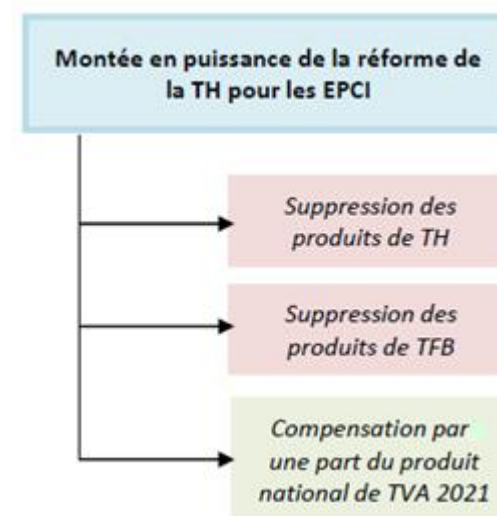 Montée en puissance de la réforme de
la TH pour les EPCI
Suppression des
produits de TH
Suppression des
produits de TFB
Compensation par
une part du produit
national de TVA 2021